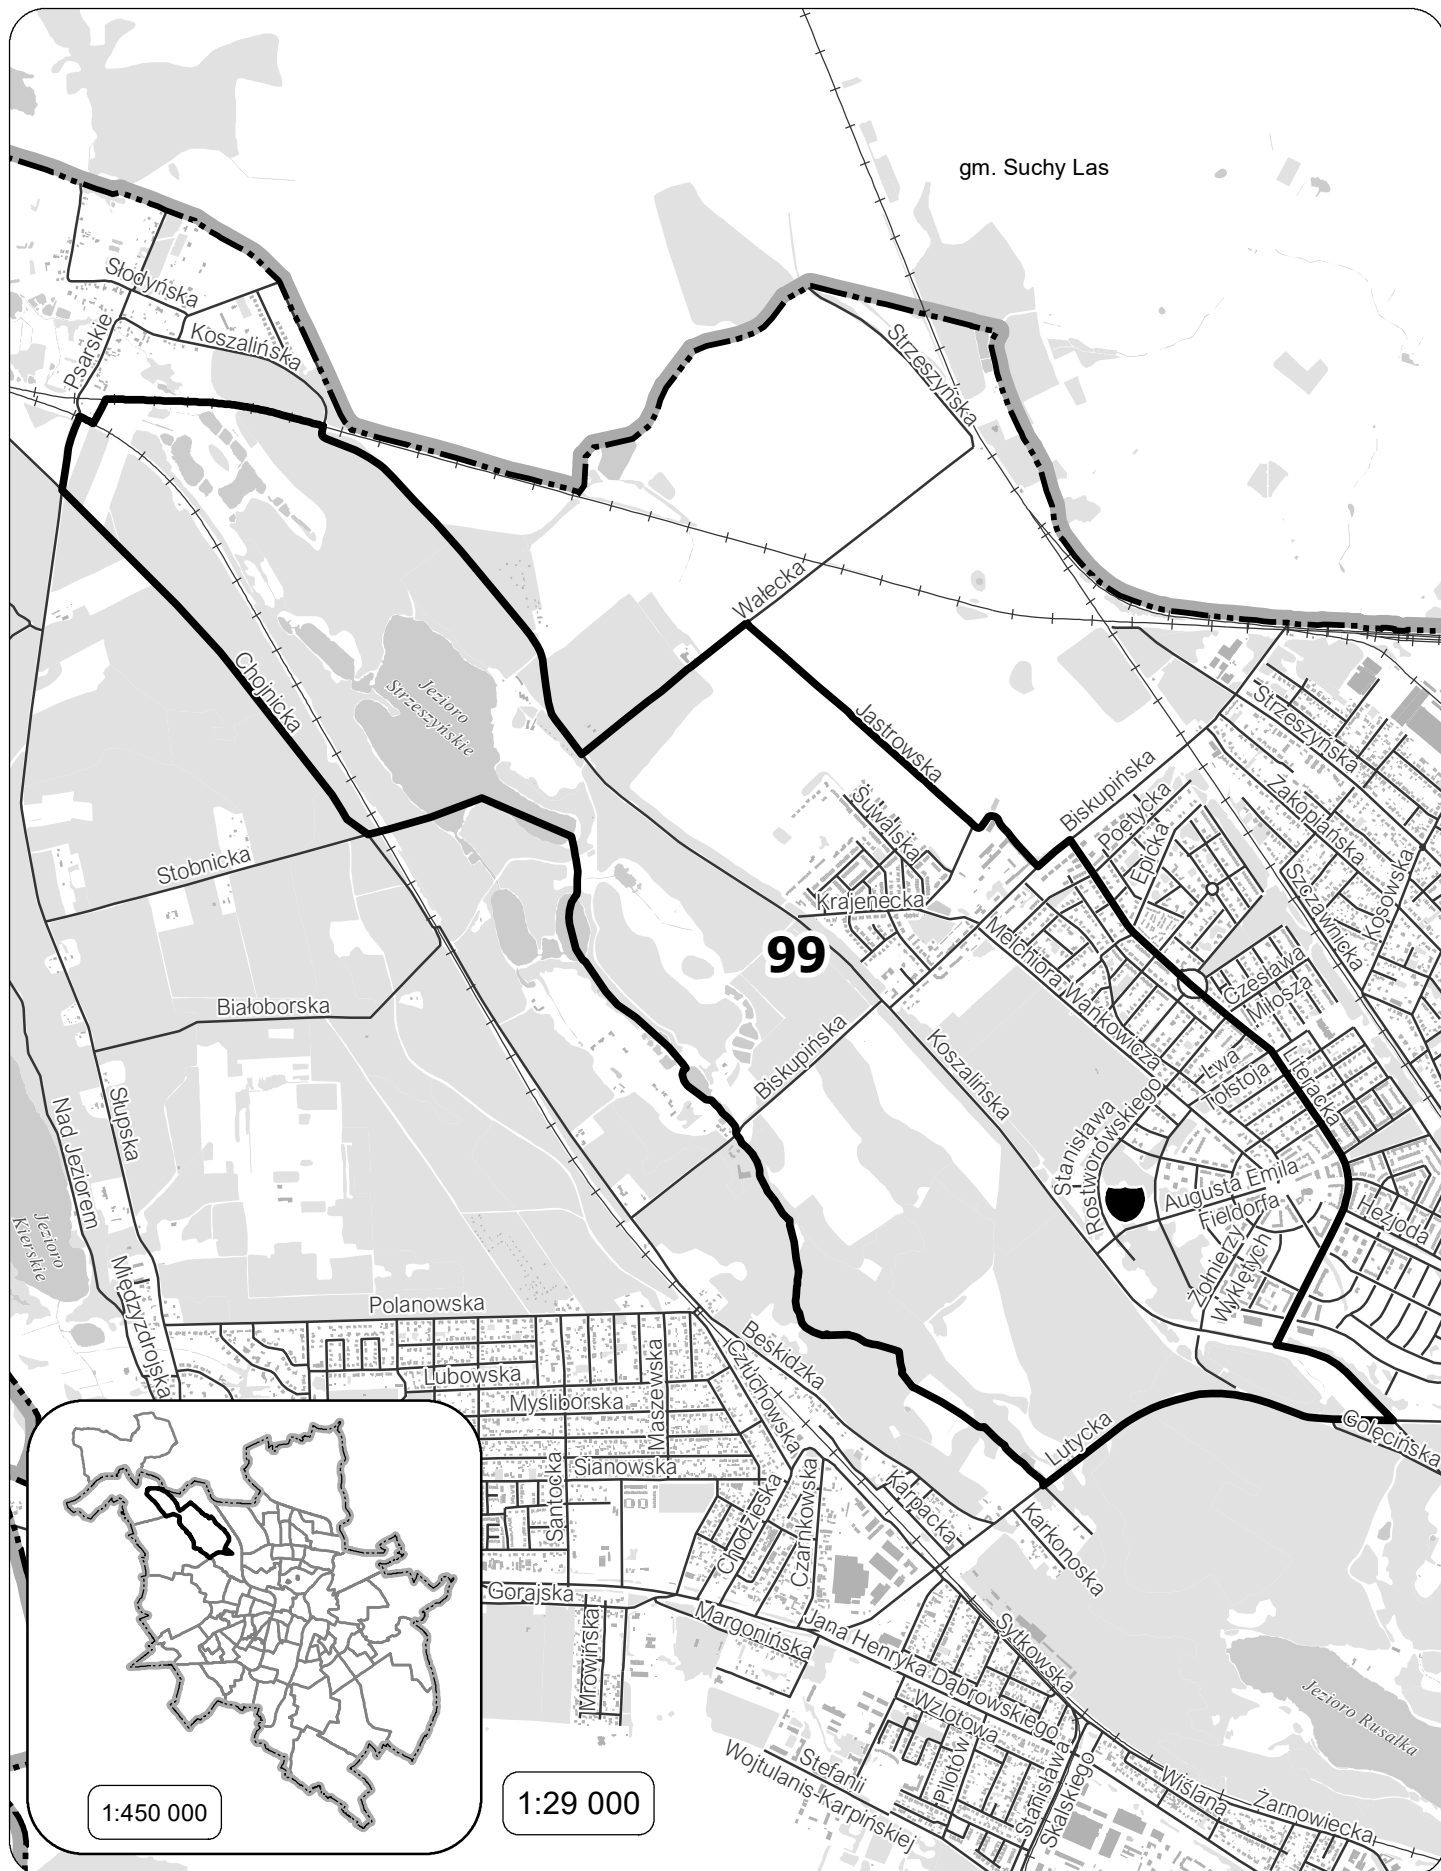 gm. Suchy Las
Słodyńska
Koszalińska
Psarskie
Strzeszyńska
Wałecka
Chojnicka
Jezioro
Strzeszyńskie
Jastrowska
Strzeszyńska
Biskupińska
Poetycka
Epicka
Zakopiańska
Szczawnicka
Kosowska
Suwalska
Krajenecka
Stobnicka
99
Melchiora Wańkowicza
Czesława
Miłosza
Białoborska
Biskupińska
Koszalińska
Lwa
Tołstoja
Literacka
Słupska
Nad Jeziorem
Stanisława
Rostworowskiego
Augusta Emila
Fieldorfa
Hezjoda
Żołnierzy
Wyklętych
Jezioro
Kierskie
Międzyzdrojska
Polanowska
Beskidzka
Człuchowska
Lubowska
Maszewska
Myśliborska
Lutycka
Golęcińska
Sianowska
Santocka
Chodzieska
Czarnkowska
Karpacka
Karkonoska
Gorajska
Mrowińska
Margonińska
Jana Henryka Dąbrowskiego
Sytkowska
Wzlotowa
Pilotów
Stefanii
Wojtulanis-Karpińskiej
Stanisława
Skalskiego
Wiślana
Żarnowiecka
Jezioro Rusałka
1:450 000
1:29 000